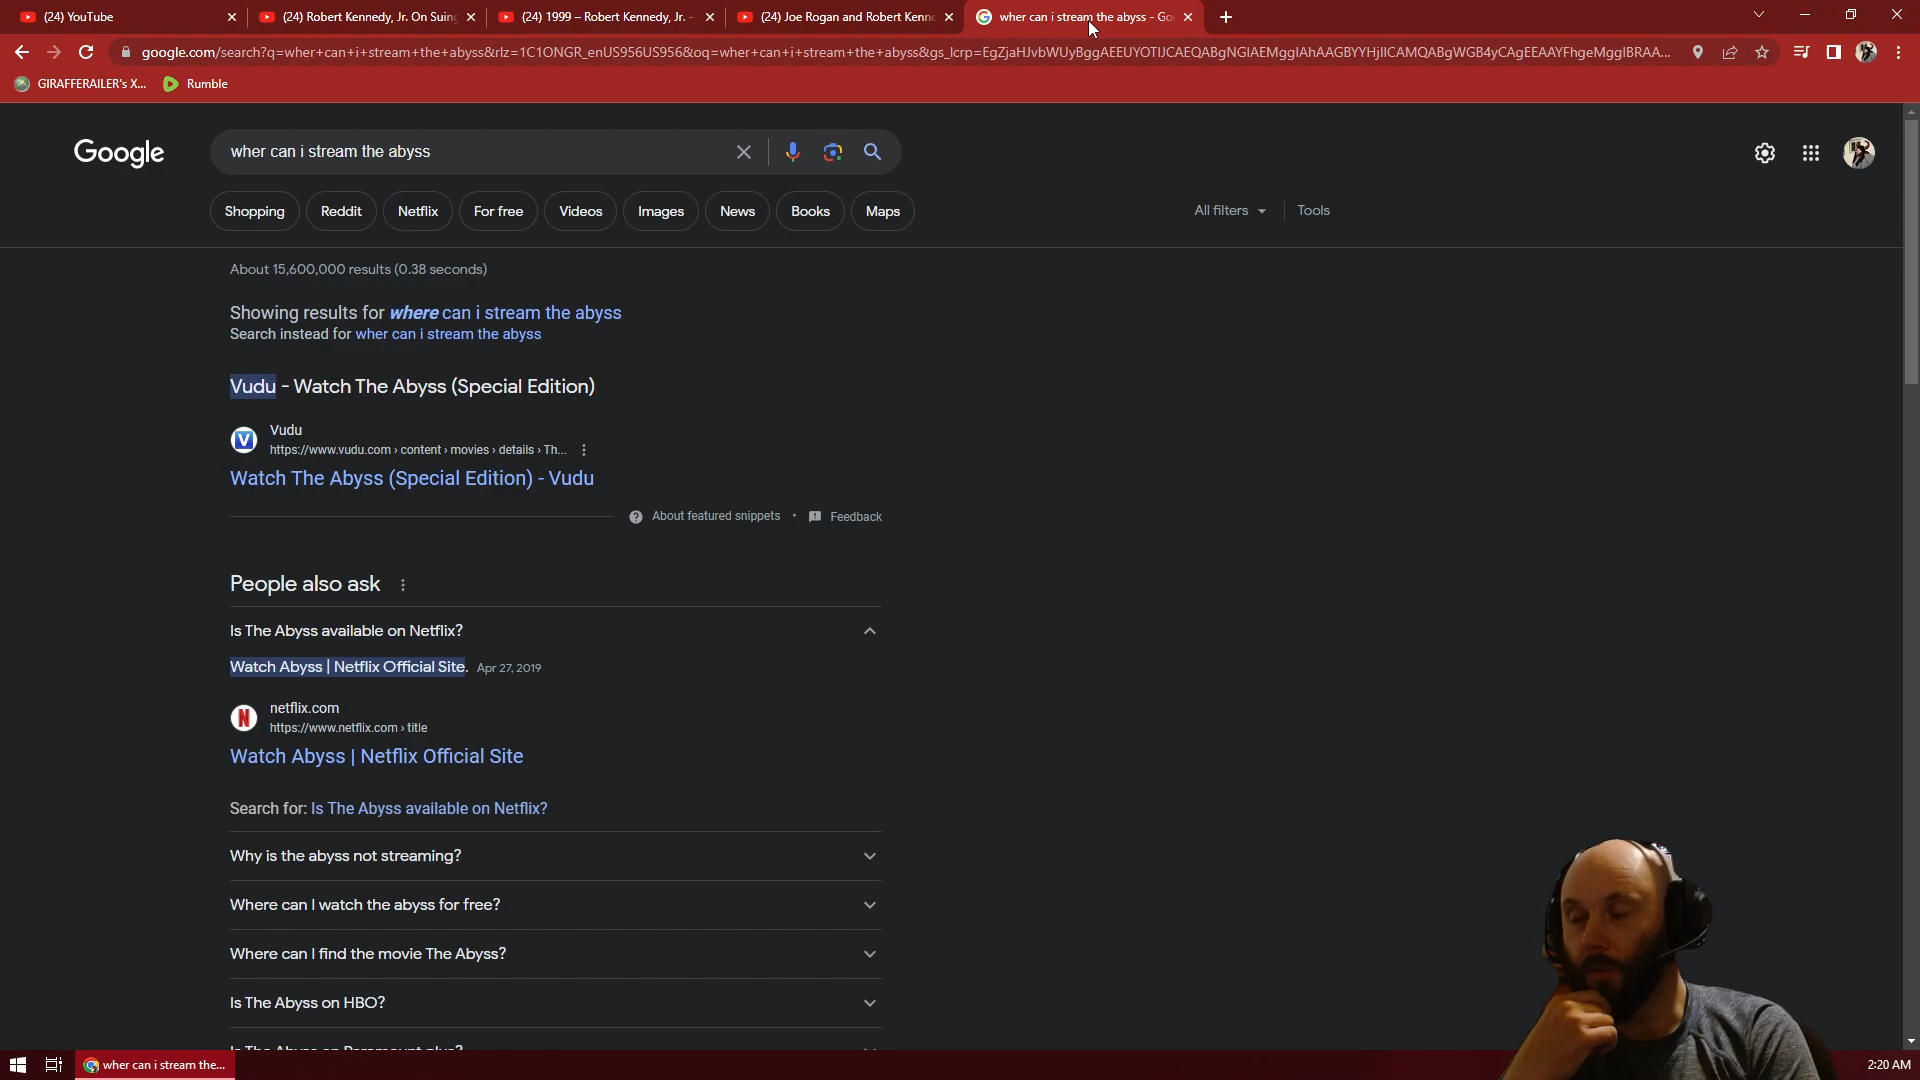 (24) YouTube
(24) Robert Kennedy, Jr. On Suing
(24) 1999 – Robert Kennedy, Jr. -
(24) Joe Rogan and Robert Kenne
wher can i stream the abyss - Go
google.com/search?q=wher+can+i+stream+the+abyss&rlz=1C1ONGR_enUS956US956&oq=wher+can+i+stream+the+abyss&gs_lcrp=EgZjaHJvbWUyBggAEEUYOTIJCAEQABgNGIAEMggIAhAAGBYYHjIICAMQABgWGB4yCAgEEAAYFhgeMggIBRAA...
GIRAFFERAILER's X...
Rumble
Google
wher can i stream the abyss
Shopping
Reddit
Netflix
For free
Videos
Images
News
Books
Maps
All filters
Tools
About 15,600,000 results (0.38 seconds)
Showing results for where can i stream the abyss
Search instead for wher can i stream the abyss
Vudu - Watch The Abyss (Special Edition)
Vudu
https://www.vudu.com › content › movies › details › Th...
Watch The Abyss (Special Edition) - Vudu
About featured snippets • Feedback
People also ask
Is The Abyss available on Netflix?
Watch Abyss | Netflix Official Site. Apr 27, 2019
netflix.com
https://www.netflix.com › title
Watch Abyss | Netflix Official Site
Search for: Is The Abyss available on Netflix?
Why is the abyss not streaming?
Where can I watch the abyss for free?
Where can I find the movie The Abyss?
Is The Abyss on HBO?
Is The Abyss on Paramount plus?
wher can i stream the...
2:20 AM